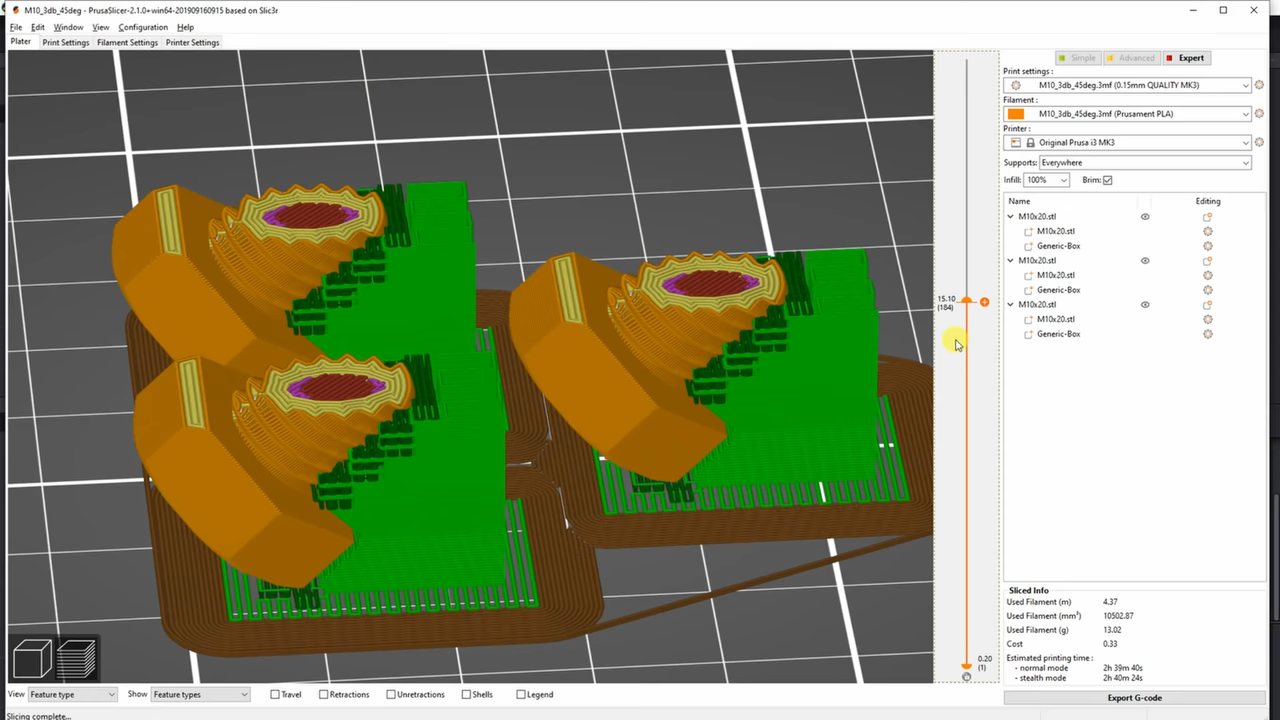 M10_3db_45deg - PrusaSlicer-2.1.0+win64-201909160915 based on Slic3r
File Edit Window View Configuration Help
Plater Print Settings Filament Settings Printer Settings
Simple Advanced Expert
Print settings :
M10_3db_45deg.3mf (0.15mm QUALITY MK3)
Filament :
M10_3db_45deg.3mf (Prusament PLA)
Printer :
Original Prusa i3 MK3
Supports: Everywhere
Infill: 100% Brim:
Name Editing
M10x20.stl
M10x20.stl
Generic-Box
M10x20.stl
M10x20.stl
Generic-Box
M10x20.stl
M10x20.stl
Generic-Box
15.10
(184)
0.20
(1)
Sliced Info
Used Filament (m) 4.37
Used Filament (mm³) 10502.87
Used Filament (g) 13.02
Cost 0.33
Estimated printing time :
- normal mode 2h 39m 40s
- stealth mode 2h 40m 24s
Export G-code
View Feature type Show Feature types Travel Retractions Unretractions Shells Legend
Slicing complete...